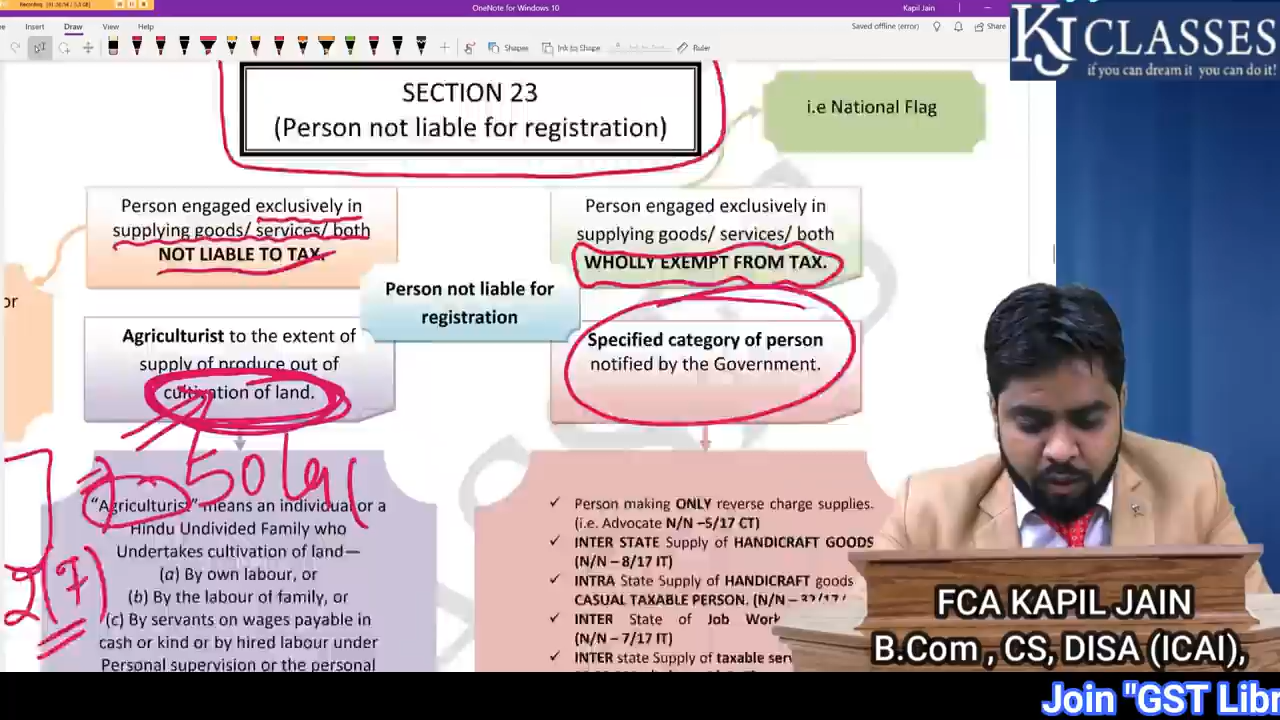 OneNote for Windows 10
Kapil Jain
Insert Draw View Help
Saved offline (error)
Share
Shapes
Ink to Shape
Ruler
KJ CLASSES
if you can dream it you can do it!
SECTION 23
(Person not liable for registration)
i.e National Flag
Person engaged exclusively in
supplying goods/ services/ both
NOT LIABLE TO TAX.
Person engaged exclusively in
supplying goods/ services/ both
WHOLLY EXEMPT FROM TAX.
or
Person not liable for
registration
Agriculturist to the extent of
supply of produce out of
cultivation of land.
Specified category of person
notified by the Government.
50 lac
2(7)
“Agriculturist” means an individual or a
Hindu Undivided Family who
Undertakes cultivation of land—
(a) By own labour, or
(b) By the labour of family, or
(c) By servants on wages payable in
cash or kind or by hired labour under
Personal supervision or the personal
✓ Person making ONLY reverse charge supplies.
(i.e. Advocate N/N –5/17 CT)
✓ INTER STATE Supply of HANDICRAFT GOODS
(N/N – 8/17 IT)
✓ INTRA State Supply of HANDICRAFT goods
CASUAL TAXABLE PERSON. (N/N – 32/17/
✓ INTER State of Job Work
(N/N – 7/17 IT)
✓ INTER state Supply of taxable serv
FCA KAPIL JAIN
B.Com , CS, DISA (ICAI),
Join "GST Libr